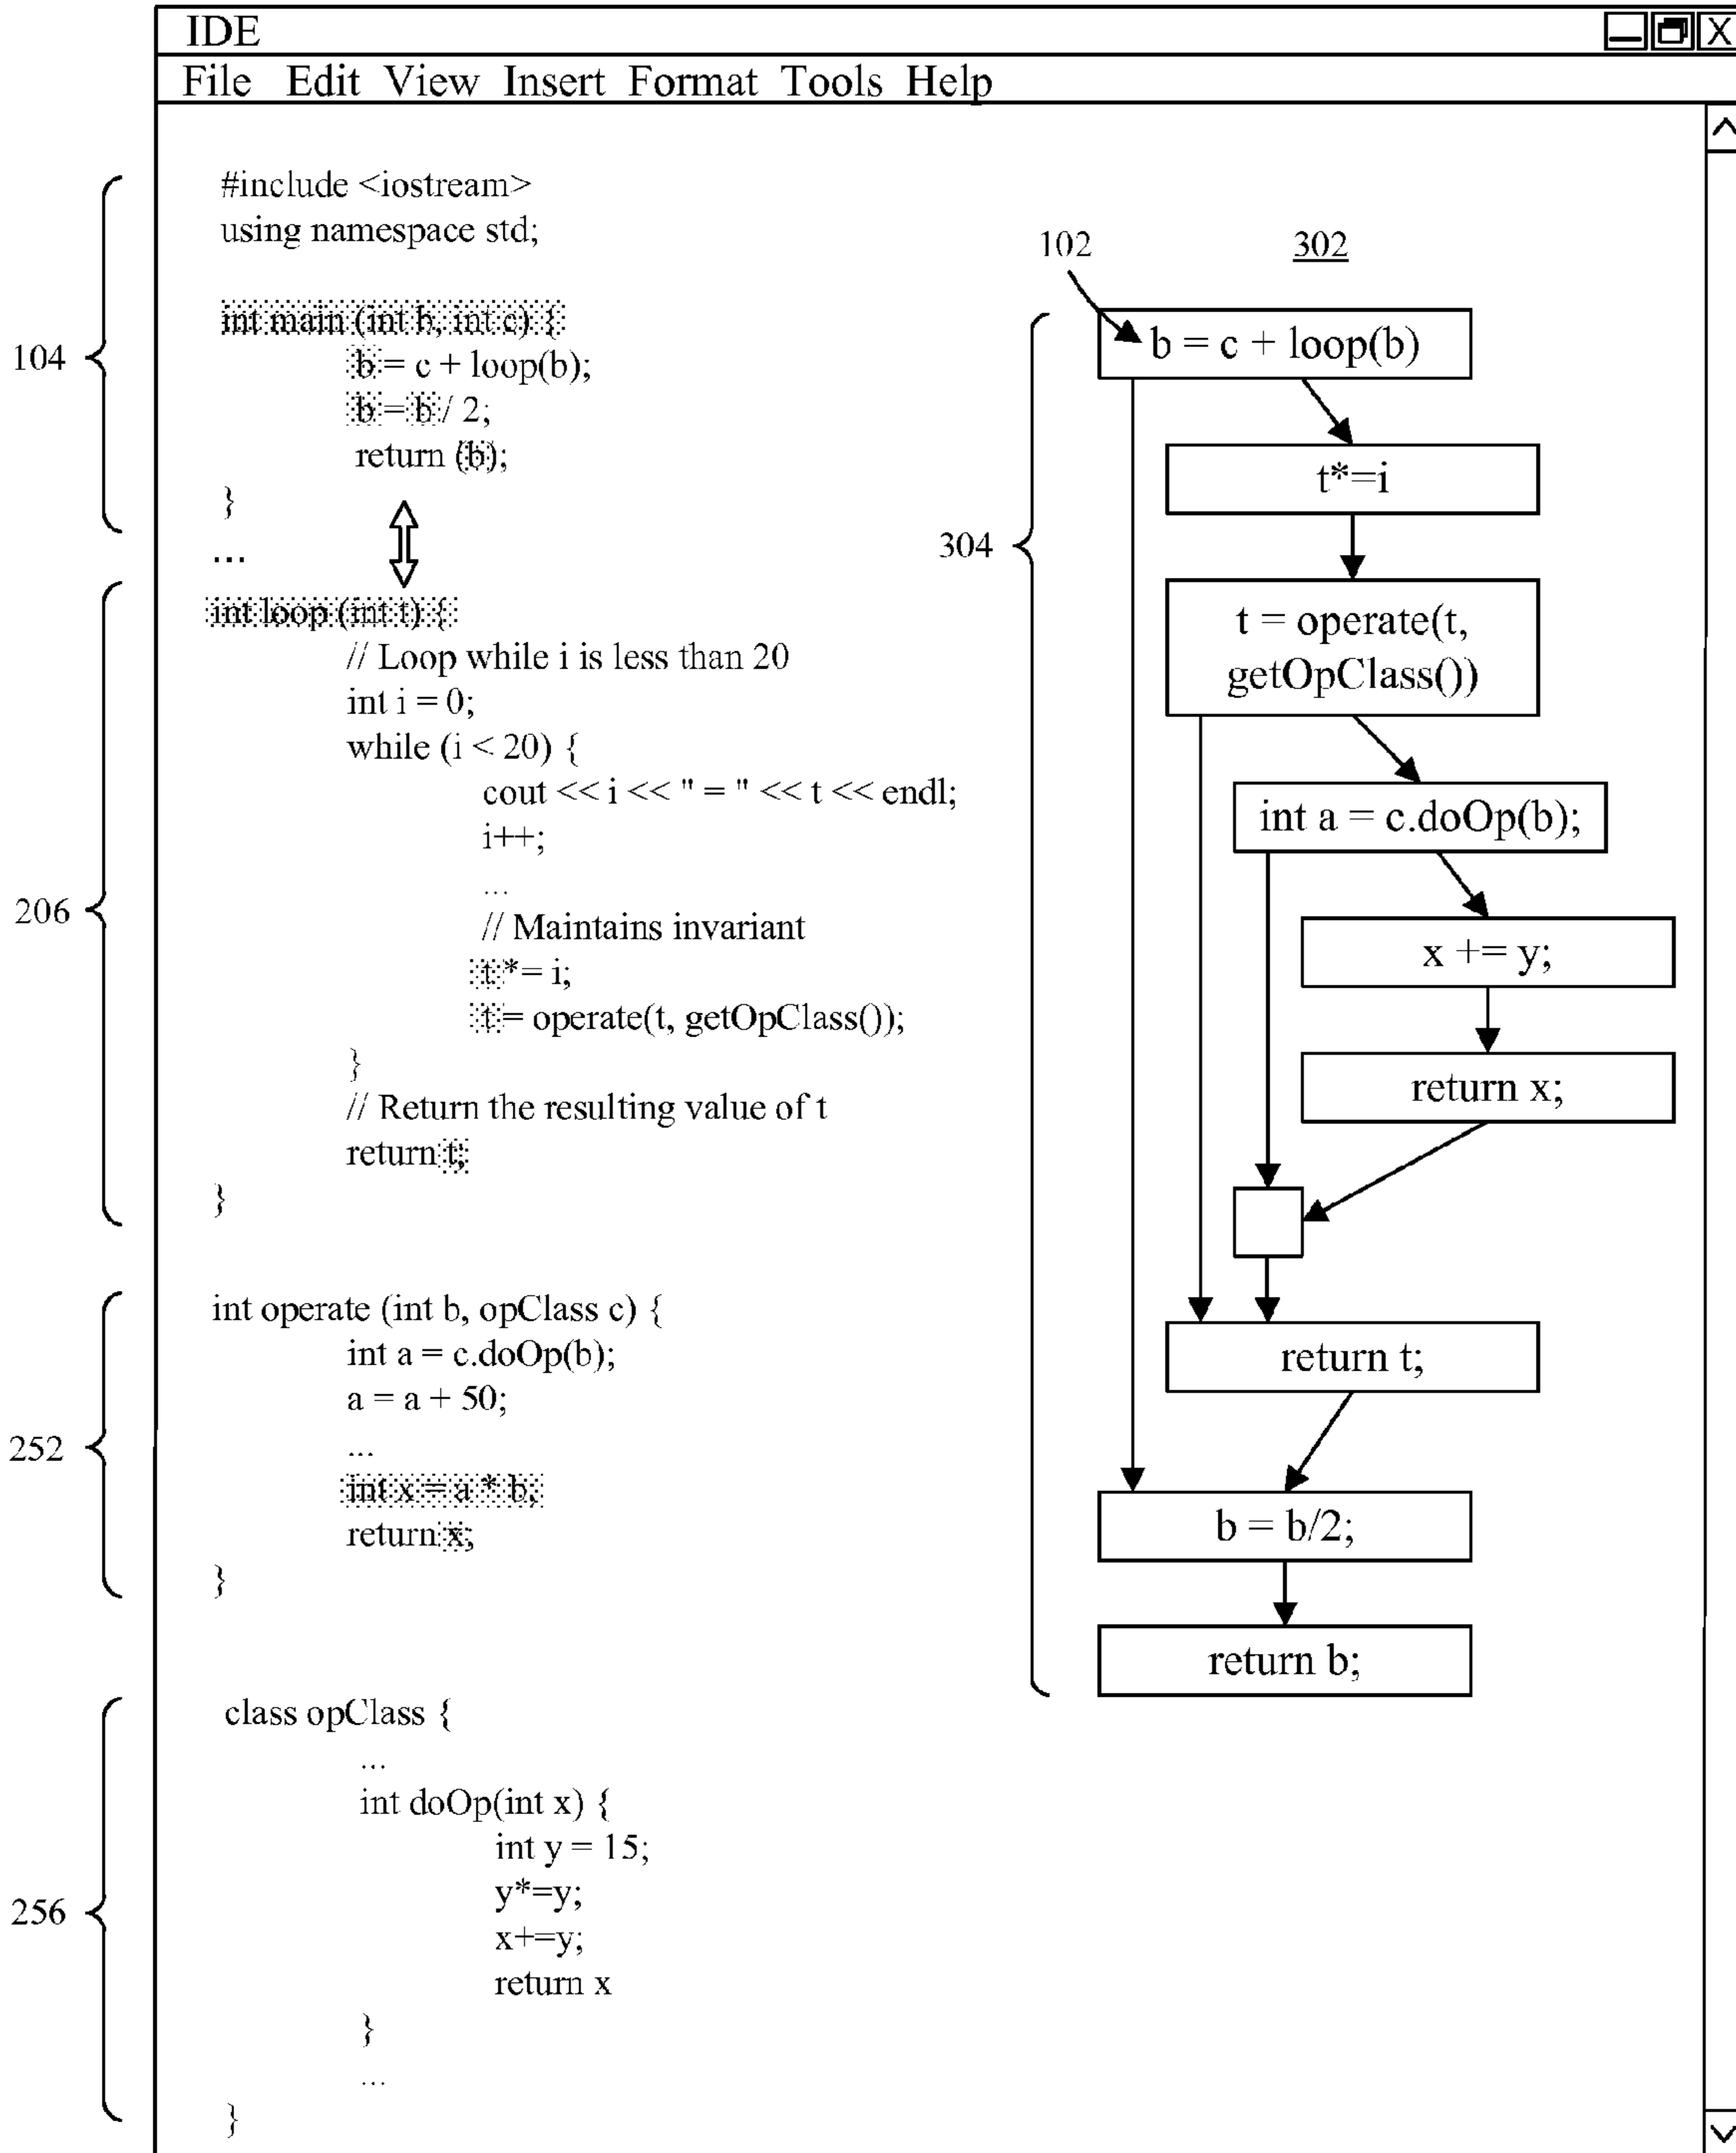 IDE
X
File Edit View Insert Format Tools Help
104
#include <iostream>
using namespace std;
int main (int b, int c) {
b = c + loop(b);
b = b / 2;
return (b);
}
...
206
int loop (int t) {
// Loop while i is less than 20
int i = 0;
while (i < 20) {
cout << i << " = " << t << endl;
i++;
...
// Maintains invariant
t *= i;
t = operate(t, getOpClass());
}
// Return the resulting value of t
return t;
}
252
int operate (int b, opClass c) {
int a = c.doOp(b);
a = a + 50;
...
int x = a * b;
return x;
}
256
class opClass {
...
int doOp(int x) {
int y = 15;
y*=y;
x+=y;
return x
}
...
}
102
302
304
b = c + loop(b)
t*=i
t = operate(t,
getOpClass())
int a = c.doOp(b);
x += y;
return x;
return t;
b = b/2;
return b;